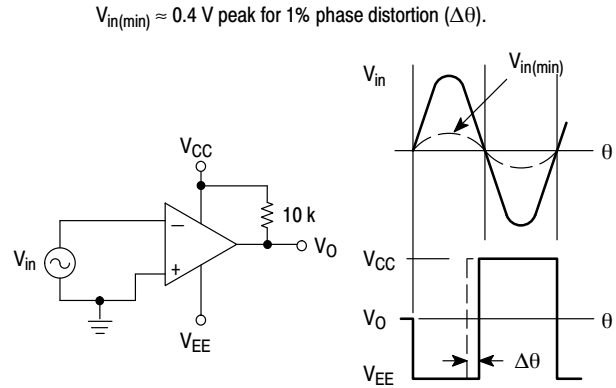 V_in(min) ≈ 0.4 V peak for 1% phase distortion (Δθ).
V_in
V_in(min)
θ
V_CC
10 k
−
+
V_in
V_O
V_EE
V_CC
V_O
θ
V_EE
Δθ